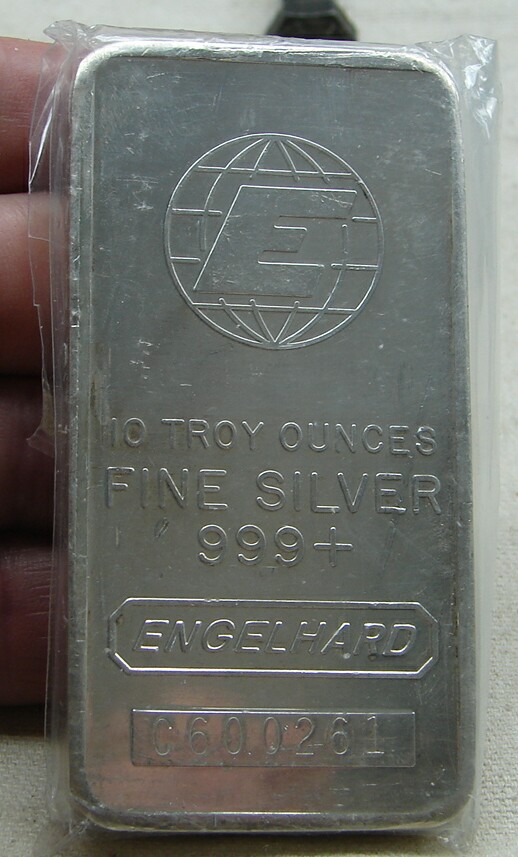 E
10 TROY OUNCES
FINE SILVER
999+
ENGELHARD
C600261